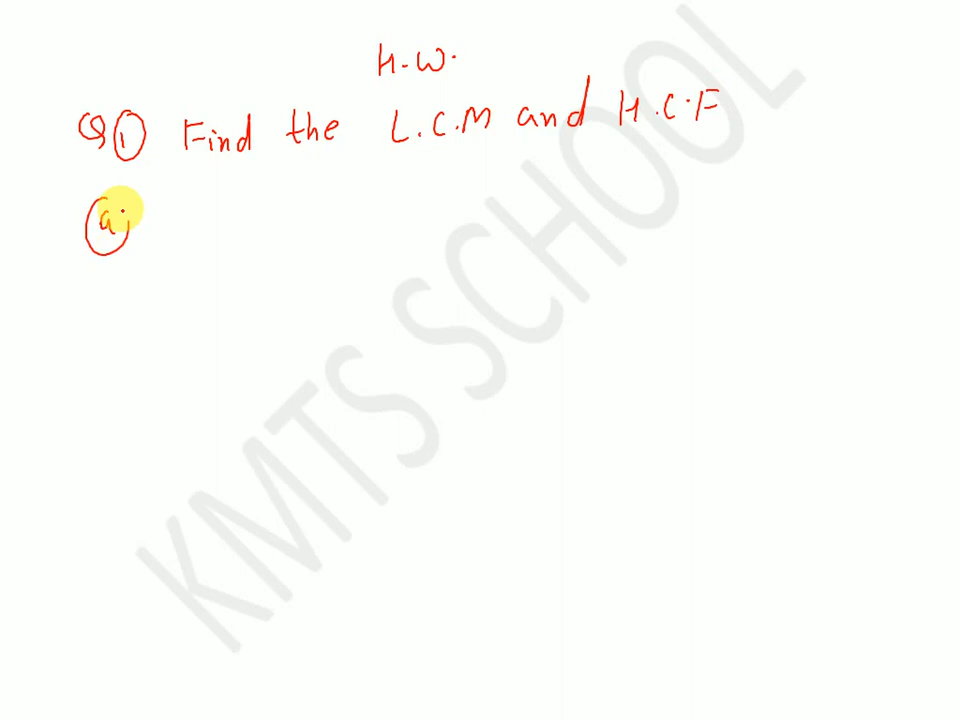 H.W.
Q① Find the L.C.M and H.C.F
ⓐ
KMTS SCHOOL